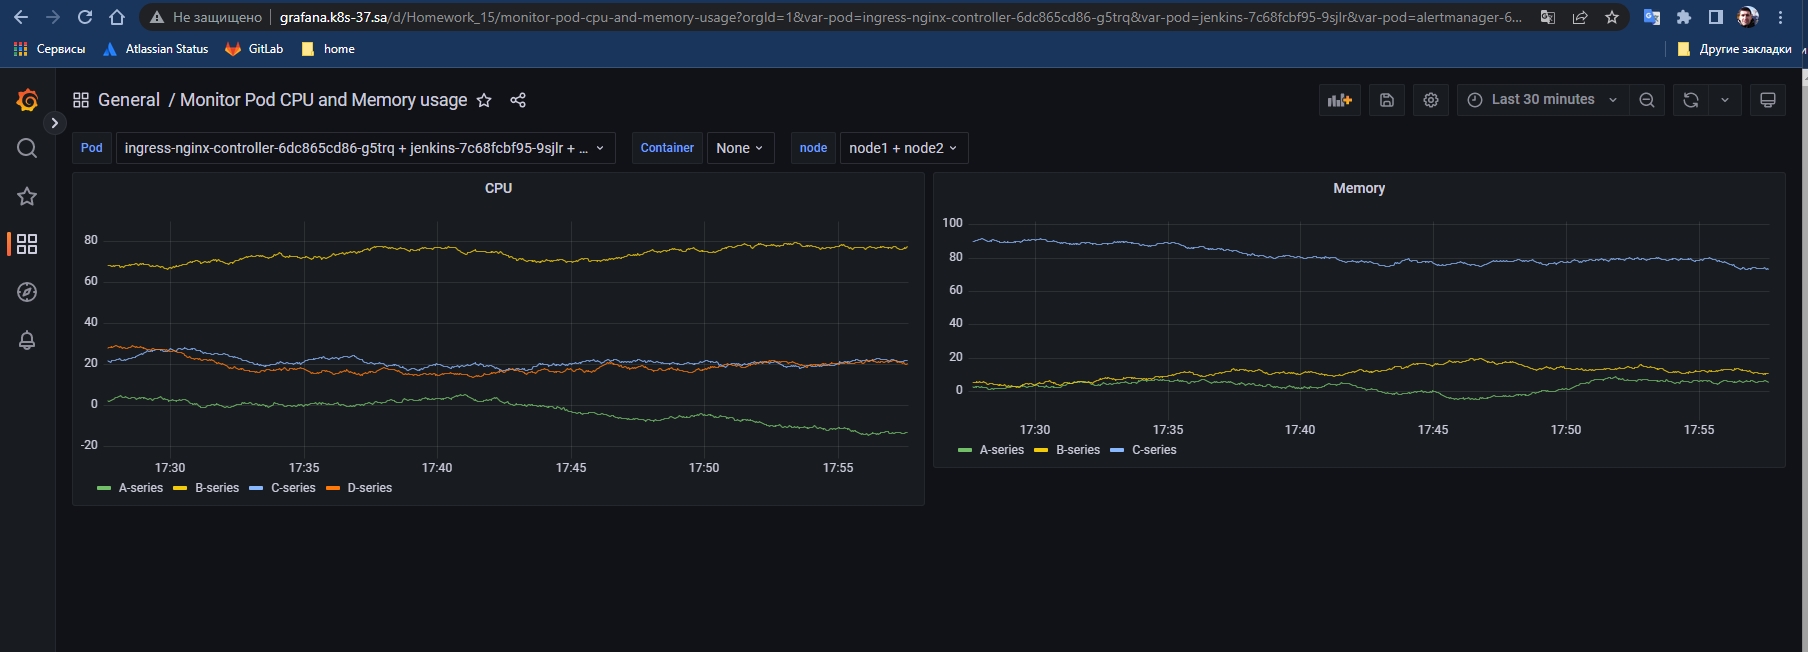 Не защищено grafana.k8s-37.sa/d/Homework_15/monitor-pod-cpu-and-memory-usage?orgId=1&var-pod=ingress-nginx-controller-6dc865cd86-g5trq&var-pod=jenkins-7c68fcbf95-9sjlr&var-pod=alertmanager-6...
Сервисы Atlassian Status GitLab home Другие закладки
General / Monitor Pod CPU and Memory usage Last 30 minutes
Pod ingress-nginx-controller-6dc865cd86-g5trq + jenkins-7c68fcbf95-9sjlr + ... Container None node node1 + node2
CPU
80
60
40
20
0
-20
17:30 17:35 17:40 17:45 17:50 17:55
A-series B-series C-series D-series
Memory
100
80
60
40
20
0
17:30 17:35 17:40 17:45 17:50 17:55
A-series B-series C-series